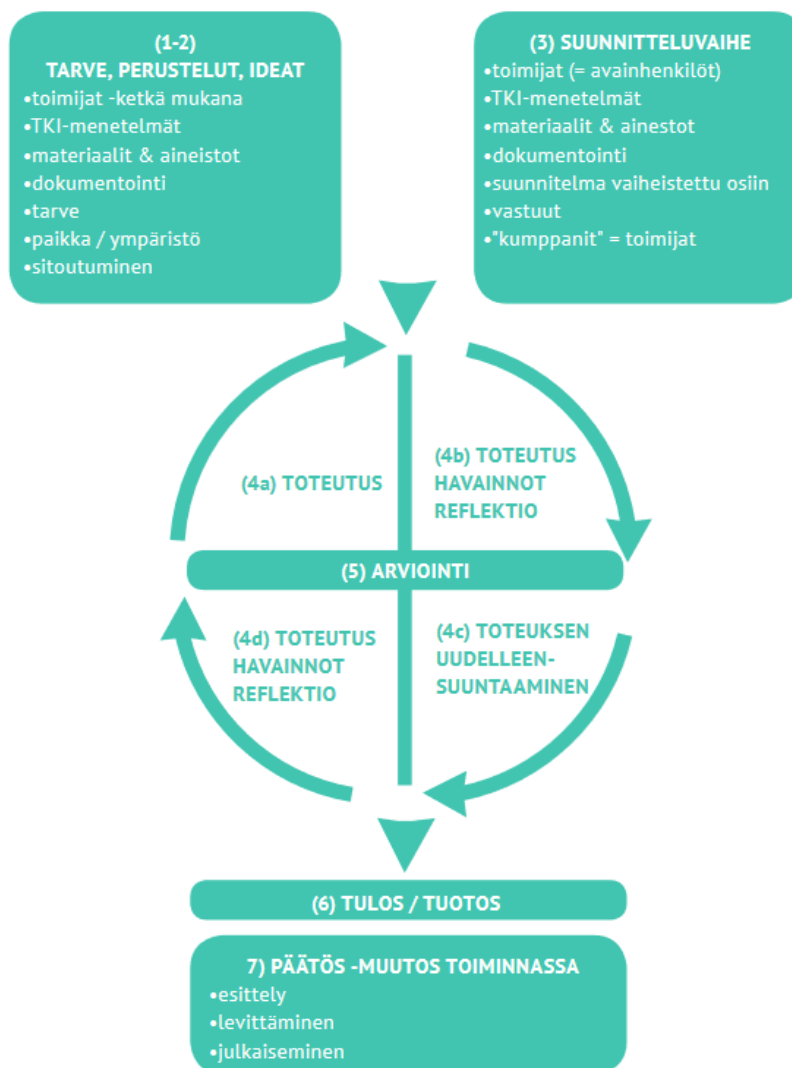 (1-2)
TARVE, PERUSTELUT, IDEAT
•toimijat -ketkä mukana
•TKI-menetelmät
•materiaalit & aineistot
•dokumentointi
•tarve
•paikka / ympäristö
•sitoutuminen
(3) SUUNNITTELUVAIHE
•toimijat (= avainhenkilöt)
•TKI-menetelmät
•materiaalit & ainestot
•dokumentointi
•suunnitelma vaiheistettu osiin
•vastuut
•"kumppanit" = toimijat
(4a) TOTEUTUS
(4b) TOTEUTUS
HAVAINNOT
REFLEKTIO
(5) ARVIOINTI
(4d) TOTEUTUS
HAVAINNOT
REFLEKTIO
(4c) TOTEUKSEN
UUDELLEEN-
SUUNTAAMINEN
(6) TULOS / TUOTOS
7) PÄÄTÖS -MUUTOS TOIMINNASSA
•esittely
•levittäminen
•julkaiseminen